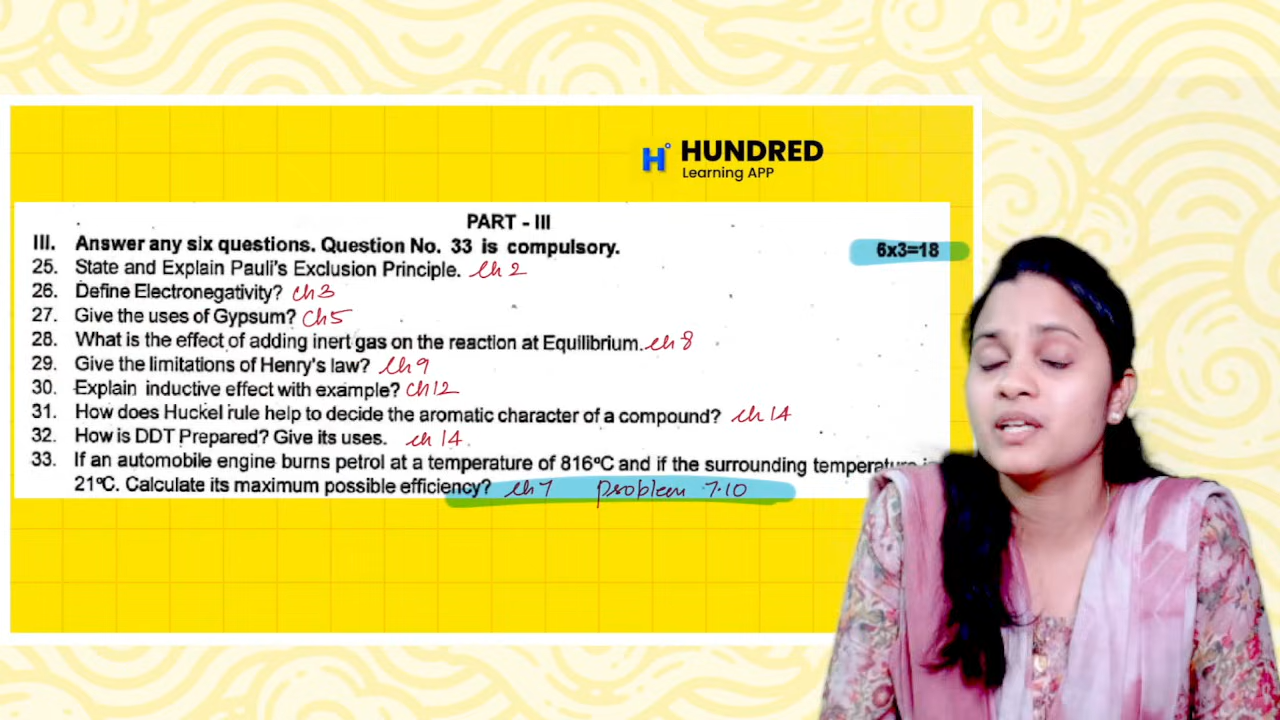 H° HUNDRED
Learning APP
PART - III
III. Answer any six questions. Question No. 33 is compulsory. 6x3=18
25. State and Explain Pauli's Exclusion Principle. ch 2
26. Define Electronegativity? ch 3
27. Give the uses of Gypsum? ch 5
28. What is the effect of adding inert gas on the reaction at Equilibrium. ch 8
29. Give the limitations of Henry's law? ch 9
30. Explain inductive effect with example? ch 12
31. How does Huckel rule help to decide the aromatic character of a compound? ch 14
32. How is DDT Prepared? Give its uses. ch 14.
33. If an automobile engine burns petrol at a temperature of 816°C and if the surrounding temperature
21°C. Calculate its maximum possible efficiency? ch 7 problem 7.10